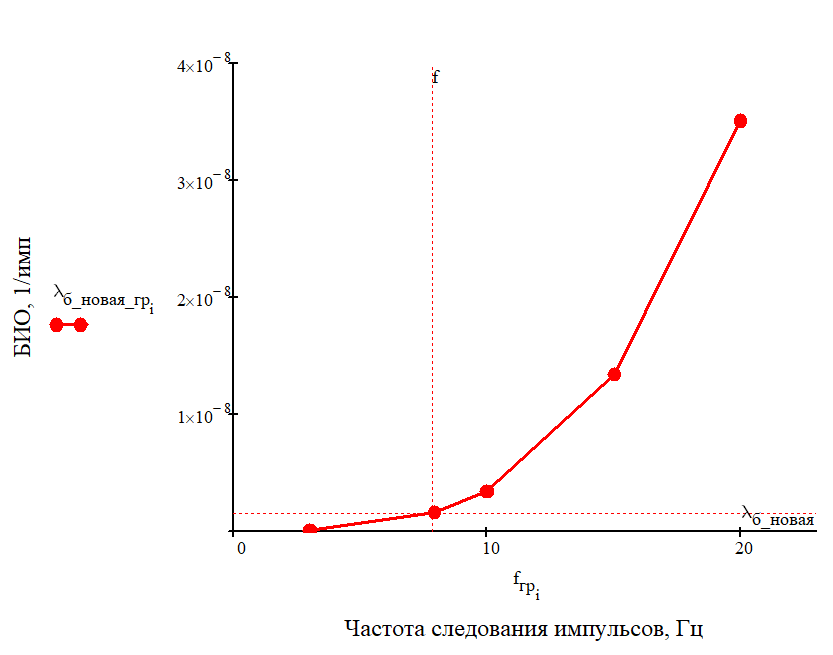 4×10⁻⁸
f
3×10⁻⁸
2×10⁻⁸
1×10⁻⁸
БИО, 1/имп
λб_новая_грi
λб_новая
0 10 20
fгрi
Частота следования импульсов, Гц